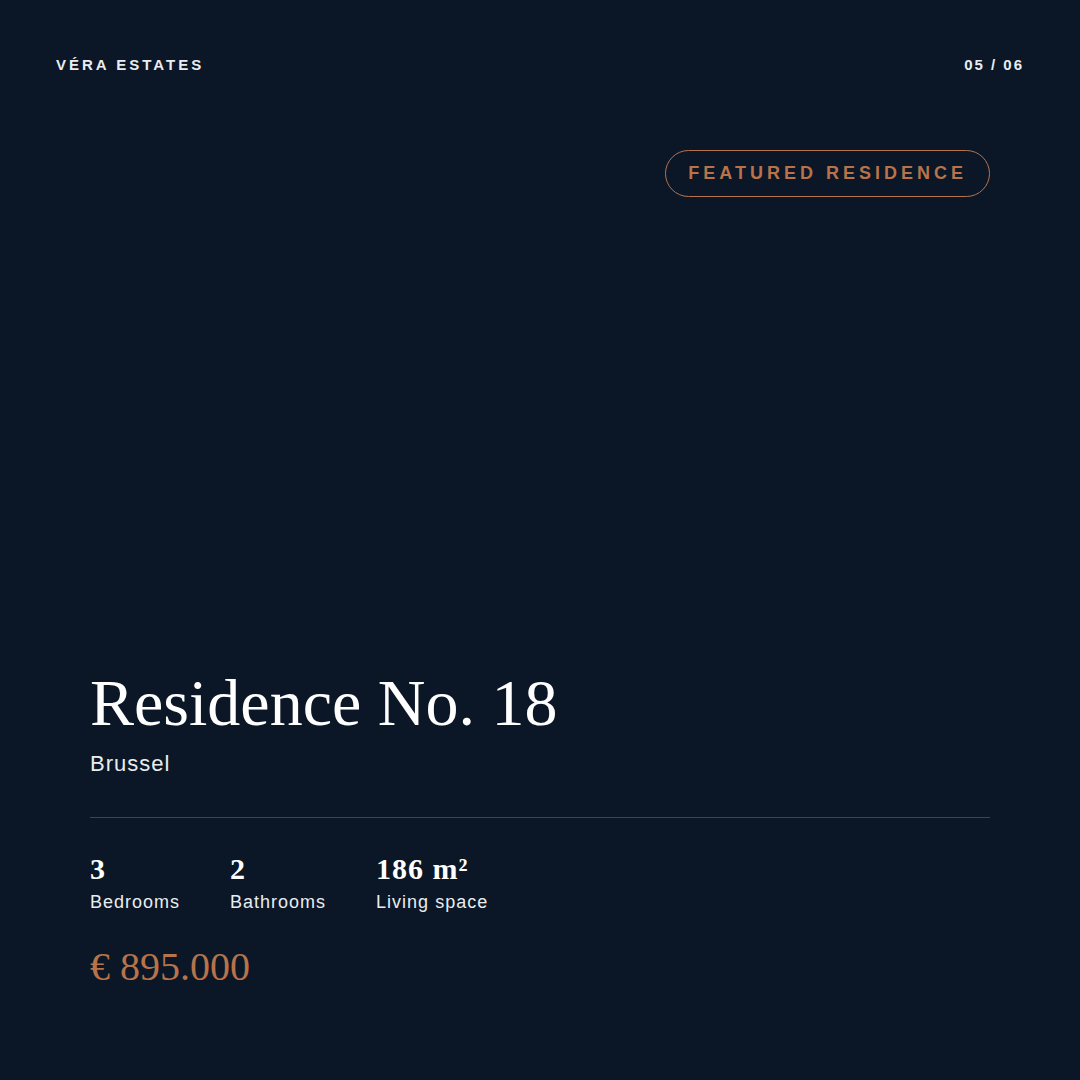 VÉRA ESTATES
05 / 06
FEATURED RESIDENCE
Residence No. 18
Brussel
3
Bedrooms
2
Bathrooms
186 m²
Living space
€ 895.000